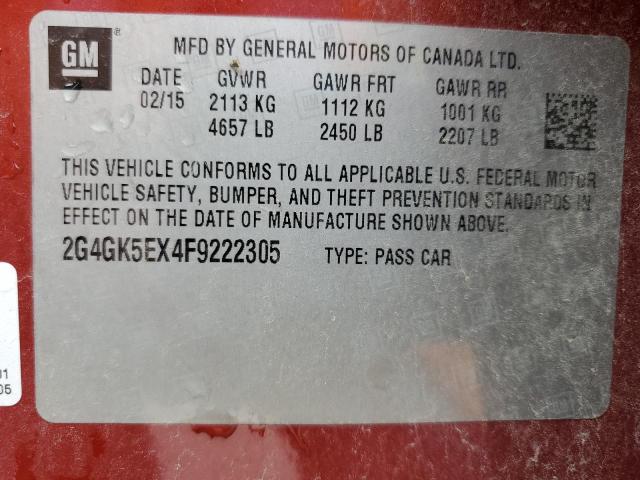 GM
MFD BY GENERAL MOTORS OF CANADA LTD.
DATE GVWR GAWR FRT GAWR RR
02/15 2113 KG 1112 KG 1001 KG
4657 LB 2450 LB 2207 LB
THIS VEHICLE CONFORMS TO ALL APPLICABLE U.S. FEDERAL MOTOR
VEHICLE SAFETY, BUMPER, AND THEFT PREVENTION STANDARDS IN
EFFECT ON THE DATE OF MANUFACTURE SHOWN ABOVE.
2G4GK5EX4F9222305 TYPE: PASS CAR